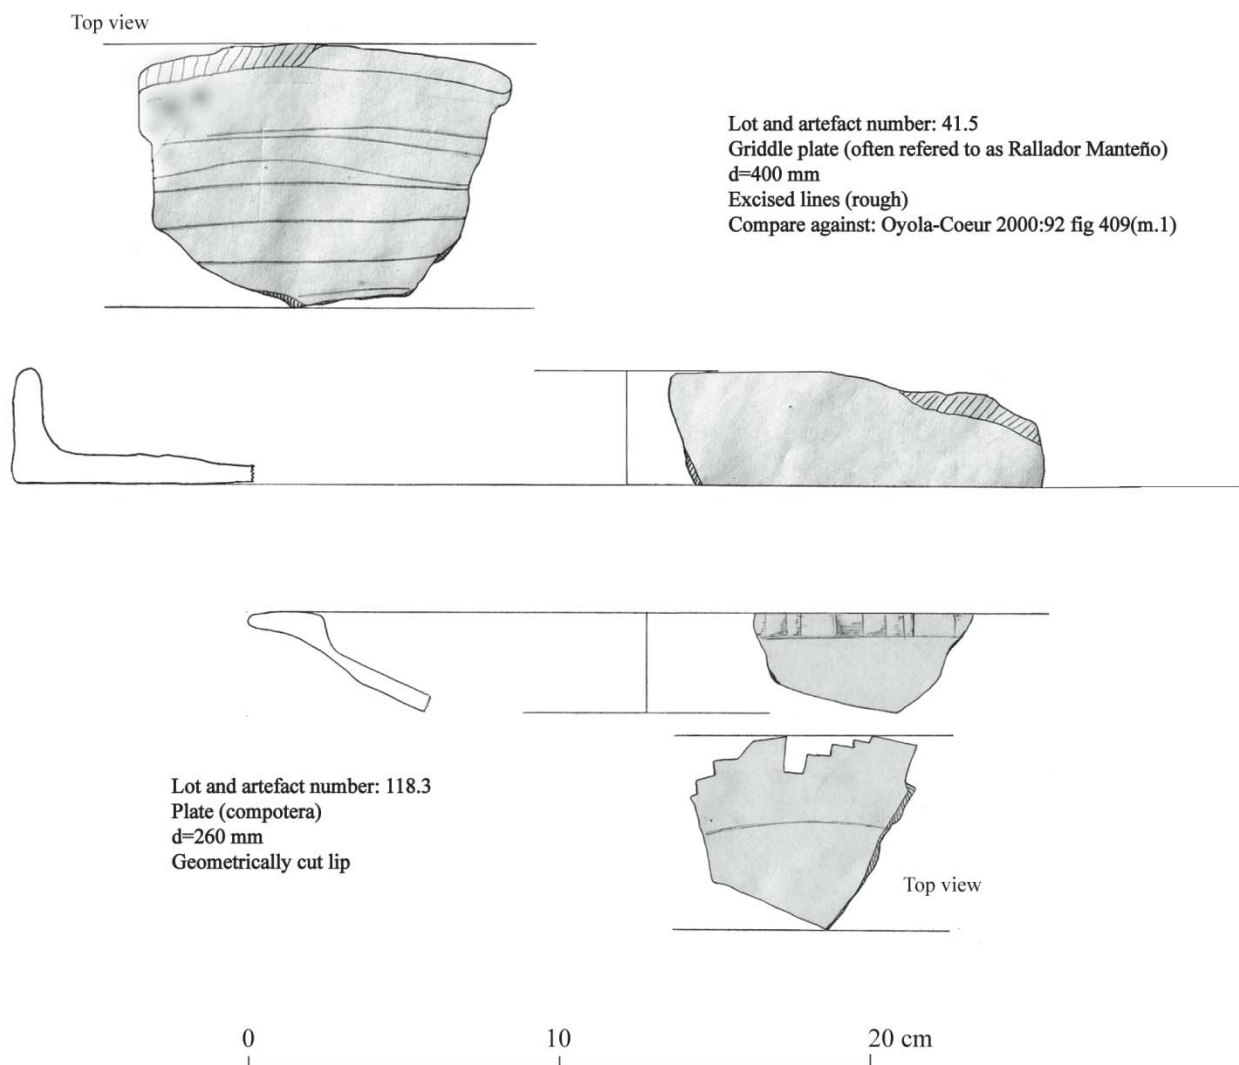 Top view
Lot and artefact number: 41.5
Griddle plate (often refered to as Rallador Manteño)
d=400 mm
Excised lines (rough)
Compare against: Oyola-Coeur 2000:92 fig 409(m.1)
Lot and artefact number: 118.3
Plate (compotera)
d=260 mm
Geometrically cut lip
Top view
0 10 20 cm